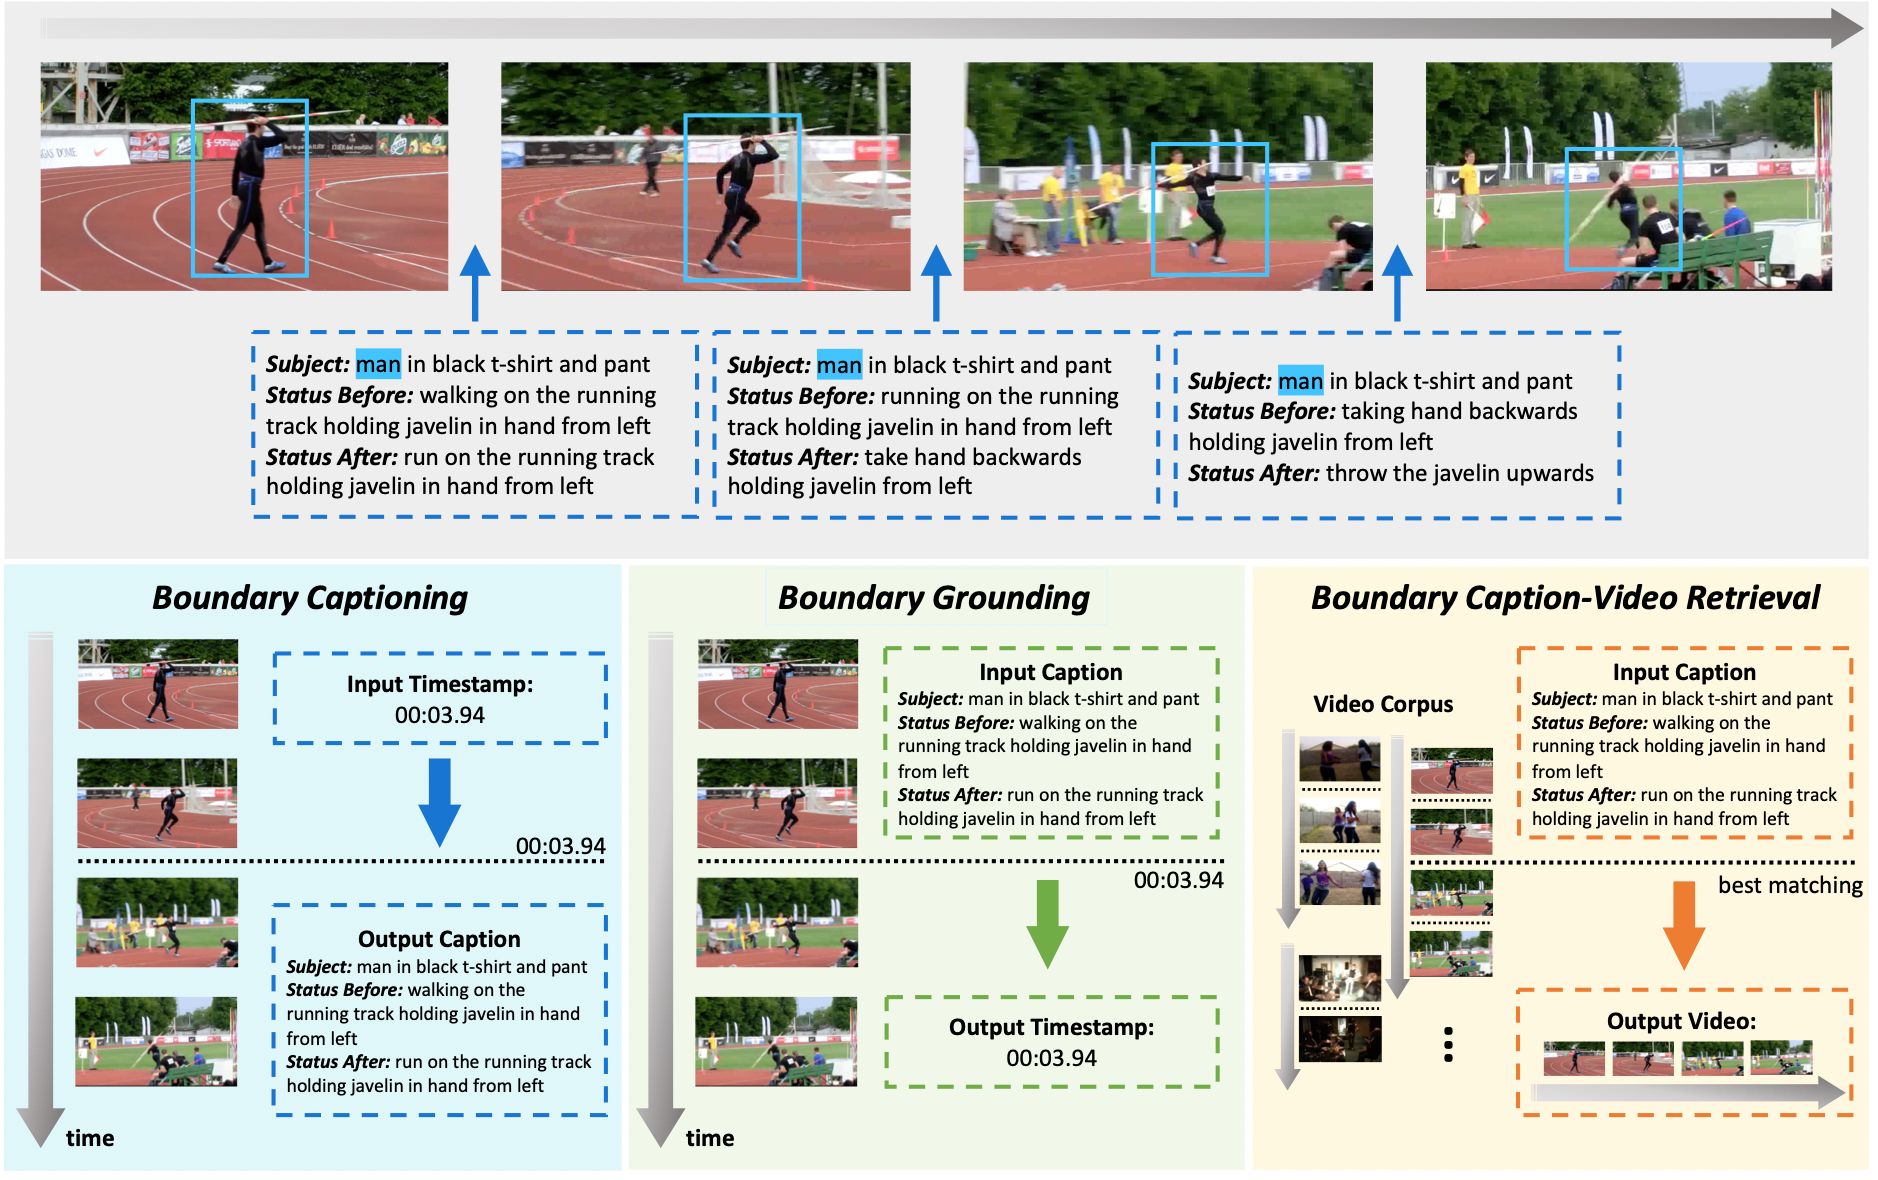 Subject: man in black t-shirt and pant
Status Before: walking on the running
track holding javelin in hand from left
Status After: run on the running track
holding javelin in hand from left
Subject: man in black t-shirt and pant
Status Before: running on the running
track holding javelin in hand from left
Status After: take hand backwards
holding javelin from left
Subject: man in black t-shirt and pant
Status Before: taking hand backwards
holding javelin from left
Status After: throw the javelin upwards
Boundary Captioning
Input Timestamp:
00:03.94
00:03.94
Output Caption
Subject: man in black t-shirt and pant
Status Before: walking on the
running track holding javelin in hand
from left
Status After: run on the running track
holding javelin in hand from left
time
Boundary Grounding
Input Caption
Subject: man in black t-shirt and pant
Status Before: walking on the
running track holding javelin in hand
from left
Status After: run on the running track
holding javelin in hand from left
00:03.94
Output Timestamp:
00:03.94
time
Boundary Caption-Video Retrieval
Video Corpus
Input Caption
Subject: man in black t-shirt and pant
Status Before: walking on the
running track holding javelin in hand
from left
Status After: run on the running track
holding javelin in hand from left
best matching
Output Video: